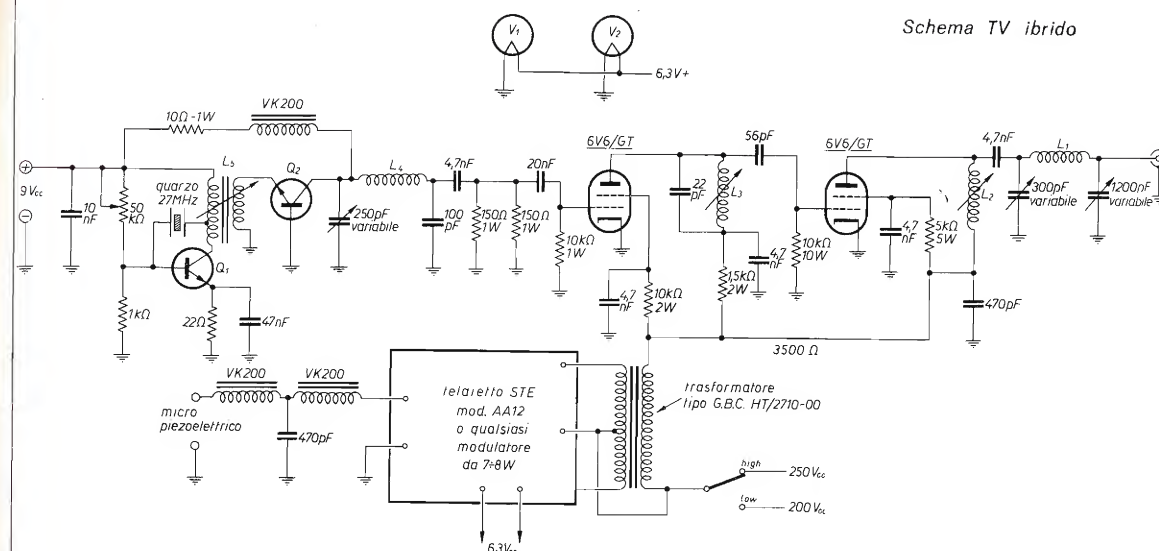 Schema TV ibrido
V1
V2
6,3V+
10Ω-1W
VK200
9Vcc
10 nF
50 kΩ
quarzo 27MHz
L5
Q2
Q1
1kΩ
22Ω
47nF
250pF variabile
L4
100 pF
4,7nF
150Ω 1W
150Ω 1W
20nF
10kΩ 1W
6V6/GT
4,7 nF
10kΩ 2W
22 pF
L3
56pF
1,5kΩ 2W
4,7 nF
10kΩ 10W
6V6/GT
4,7 nF
5kΩ 5W
L2
4,7nF
300pF variabile
L1
1200nF variabile
470pF
3500 Ω
VK200
VK200
micro piezoelettrico
470pF
telaietto STE
mod. AA12
o qualsiasi
modulatore
da 7÷8W
6,3Vcc
trasformatore
tipo G.B.C. HT/2710-00
high
250Vcc
low
200Vcc